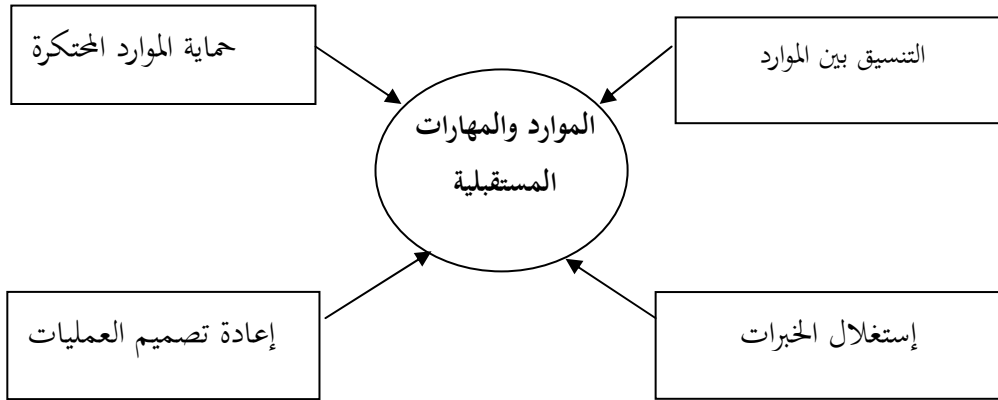 التنسيق بين الموارد
حماية الموارد المحتكرة
الموارد والمهارات
المستقبلية
إستغلال الخبرات
إعادة تصميم العمليات